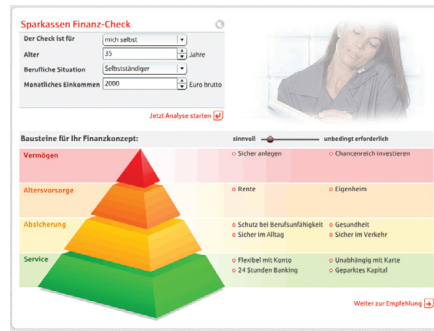 Sparkassen Finanz-Check
Der Check ist für mich selbst
Alter 35 Jahre
Berufliche Situation Selbstständiger
Monatliches Einkommen 2000 Euro brutto
Jetzt Analyse starten
Bausteine für Ihr Finanzkonzept: sinnvoll unbedingt erforderlich
Vermögen
Sicher anlegen Chancenreich investieren
Altersvorsorge
Rente Eigenheim
Absicherung
Schutz bei Berufsunfähigkeit Gesundheit
Sicher im Alltag Sicher im Verkehr
Service
Flexibel mit Konto Unabhängig mit Karte
24 Stunden Banking Geparktes Kapital
Weiter zur Empfehlung